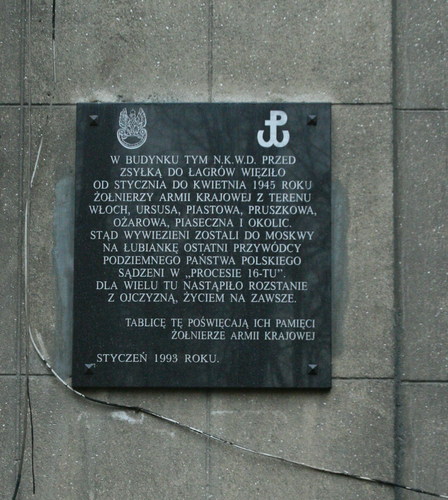 W BUDYNKU TYM N.K.W.D. PRZED
ZSYŁKĄ DO ŁAGRÓW WIĘZIŁO
OD STYCZNIA DO KWIETNIA 1945 ROKU
ŻOŁNIERZY ARMII KRAJOWEJ Z TERENU
WŁOCH, URSUSA, PIASTOWA, PRUSZKOWA,
OŻAROWA, PIASECZNA I OKOLIC.
STĄD WYWIEZIENI ZOSTALI DO MOSKWY
NA ŁUBIANKĘ OSTATNI PRZYWÓDCY
PODZIEMNEGO PAŃSTWA POLSKIEGO
SĄDZENI W „PROCESIE 16-TU”.
DLA WIELU TU NASTĄPIŁO ROZSTANIE
Z OJCZYZNĄ, ŻYCIEM NA ZAWSZE.
TABLICĘ TĘ POŚWIĘCAJĄ ICH PAMIĘCI
ŻOŁNIERZE ARMII KRAJOWEJ
STYCZEŃ 1993 ROKU.